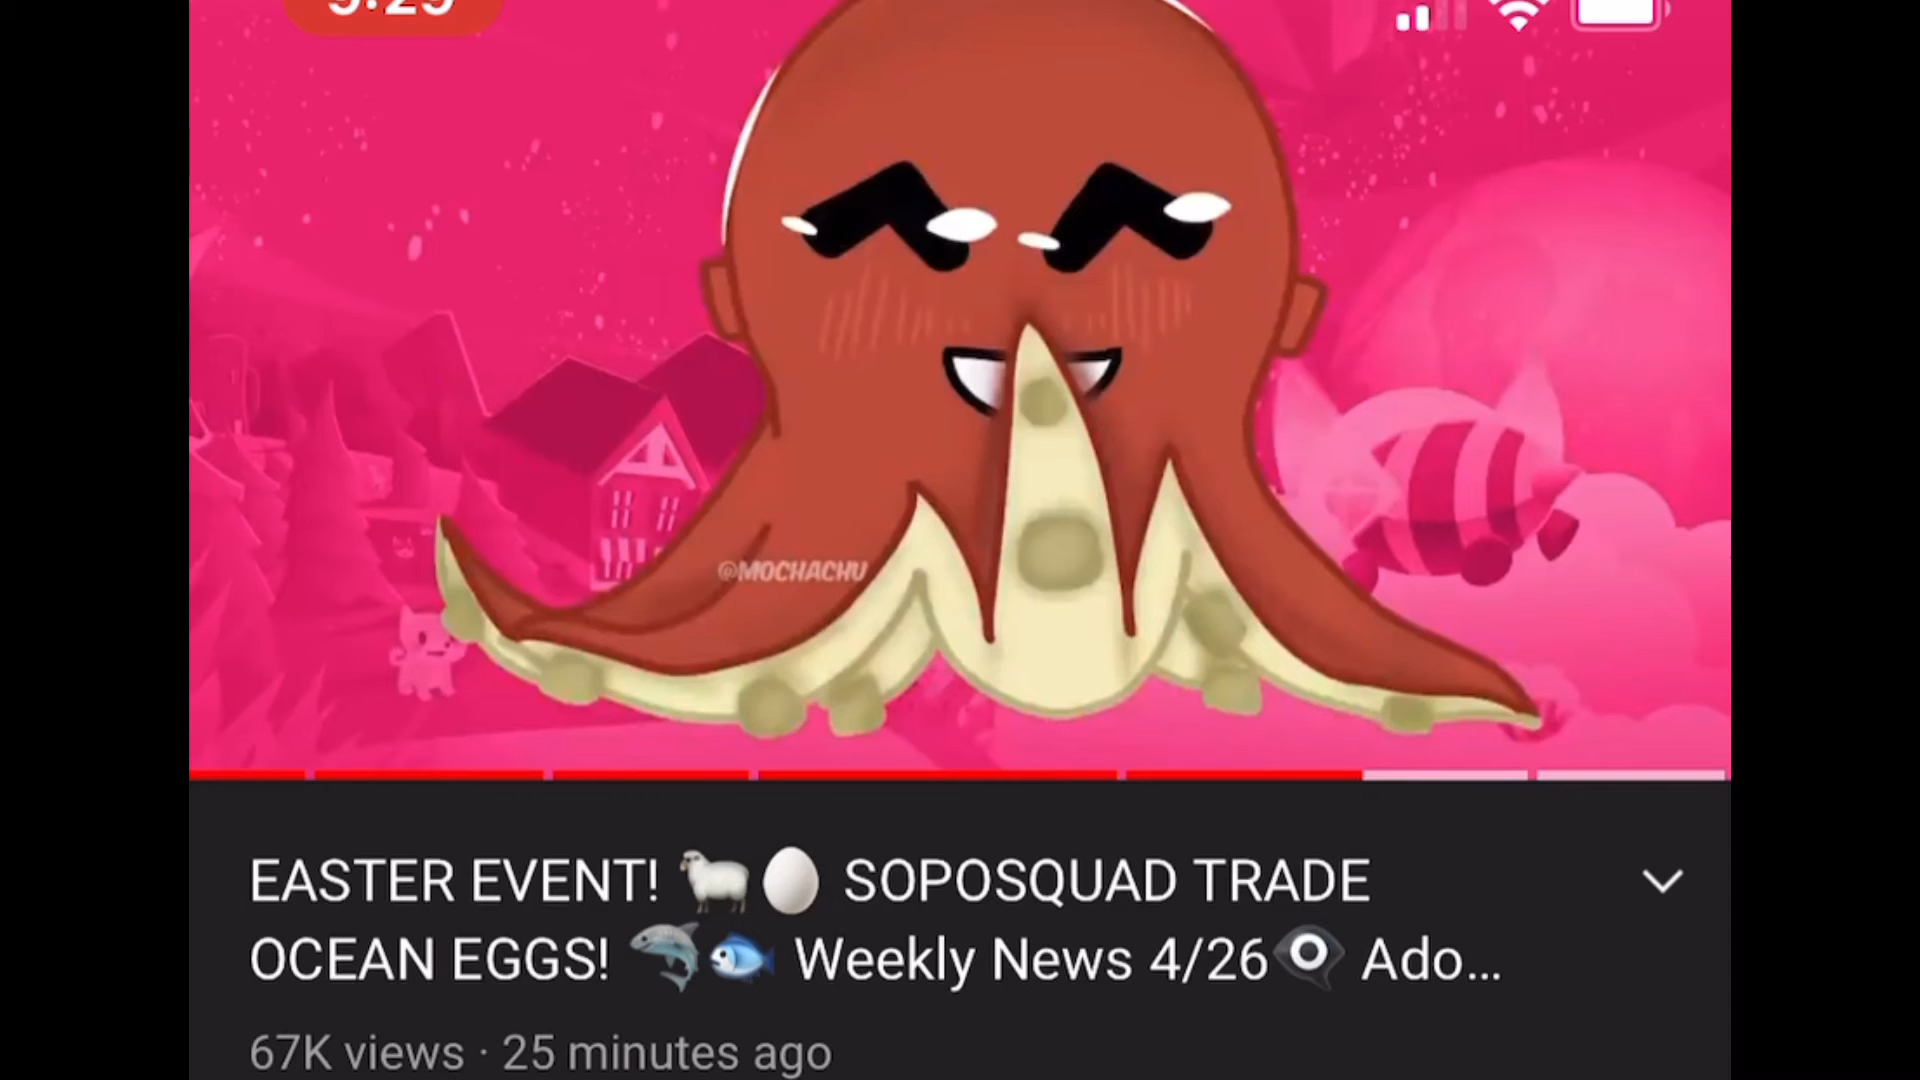 @MOCHACHU
EASTER EVENT! 🐑🥚 SOPOSQUAD TRADE
OCEAN EGGS! 🦈🐟 Weekly News 4/26👁️‍🗨️ Ado...
67K views · 25 minutes ago